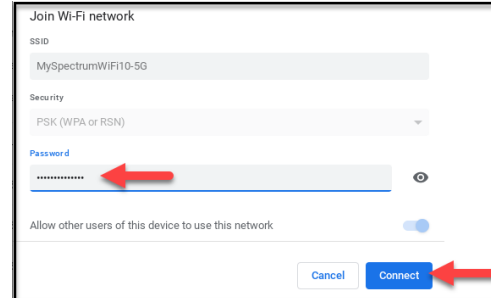 Join Wi-Fi network
SSID
MySpectrumWiFi10-5G
Security
PSK (WPA or RSN)
Password
••••••••••••••
Allow other users of this device to use this network
Cancel Connect